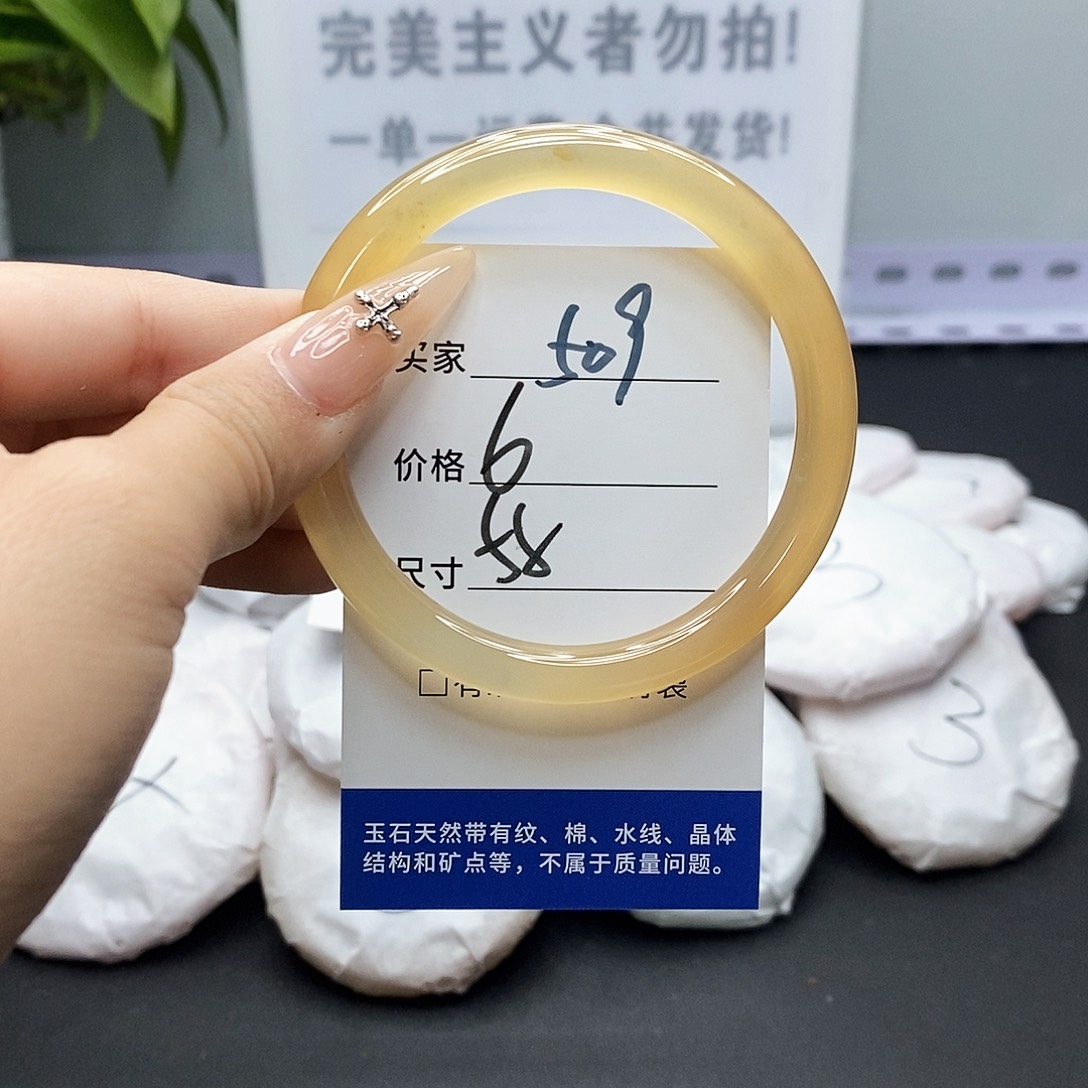 完美主义者勿拍!
一单一 发货!
买家 509
价格 6
尺寸 58
玉石天然带有纹、棉、水线、晶体
结构和矿点等，不属于质量问题。
3